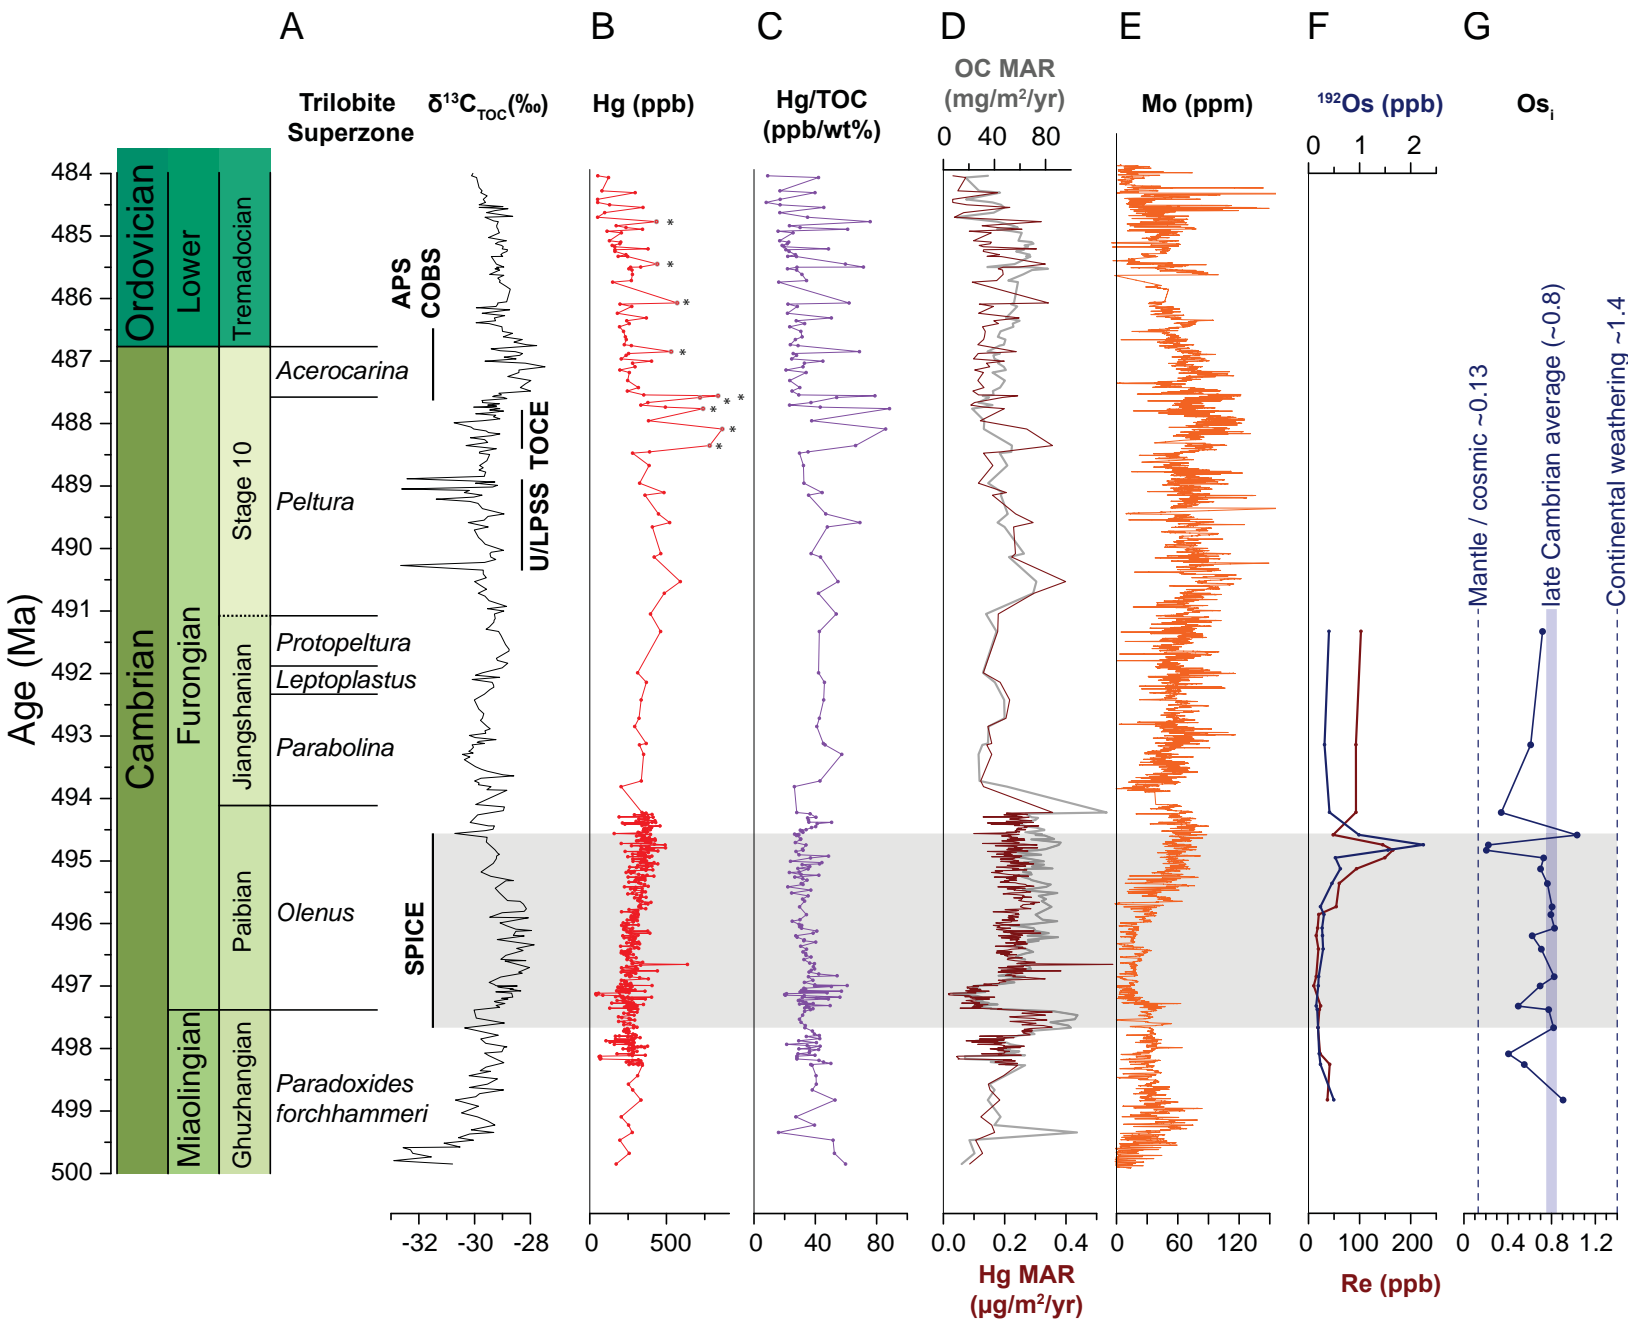 A
B
C
D
E
F
G
Trilobite
Superzone
δ¹³C_TOC(‰)
Hg (ppb)
Hg/TOC
(ppb/wt%)
OC MAR
(mg/m²/yr)
0 40 80
Mo (ppm)
¹⁹²Os (ppb)
0 1 2
Os_i
Age (Ma)
484
485
486
487
488
489
490
491
492
493
494
495
496
497
498
499
500
Ordovician
Cambrian
Lower
Furongian
Miaolingian
Tremadocian
Stage 10
Jiangshanian
Paibian
Ghuzhangian
Acerocarina
Peltura
Protopeltura
Leptoplastus
Parabolina
Olenus
Paradoxides
forchhammeri
APS
COBS
TOCE
U/LPSS
SPICE
*
*
*
*
*
*
*
*
*
Mantle / cosmic ~0.13
late Cambrian average (~0.8)
Continental weathering ~1.4
-32 -30 -28
0 500
0 40 80
0.0 0.2 0.4
Hg MAR
(µg/m²/yr)
0 60 120
0 100 200
Re (ppb)
0 0.4 0.8 1.2